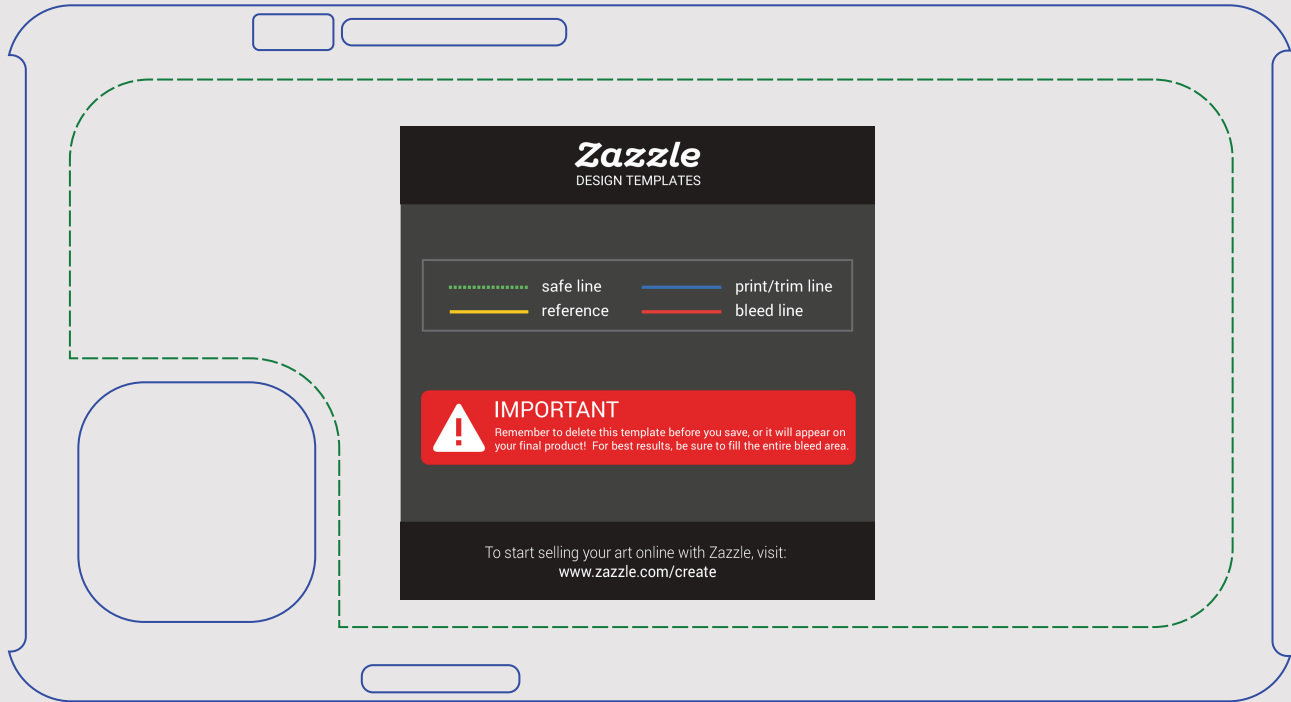 Zazzle
DESIGN TEMPLATES
safe line
print/trim line
reference
bleed line
IMPORTANT
Remember to delete this template before you save, or it will appear on
your final product!  For best results, be sure to fill the entire bleed area.
To start selling your art online with Zazzle, visit:
www.zazzle.com/create